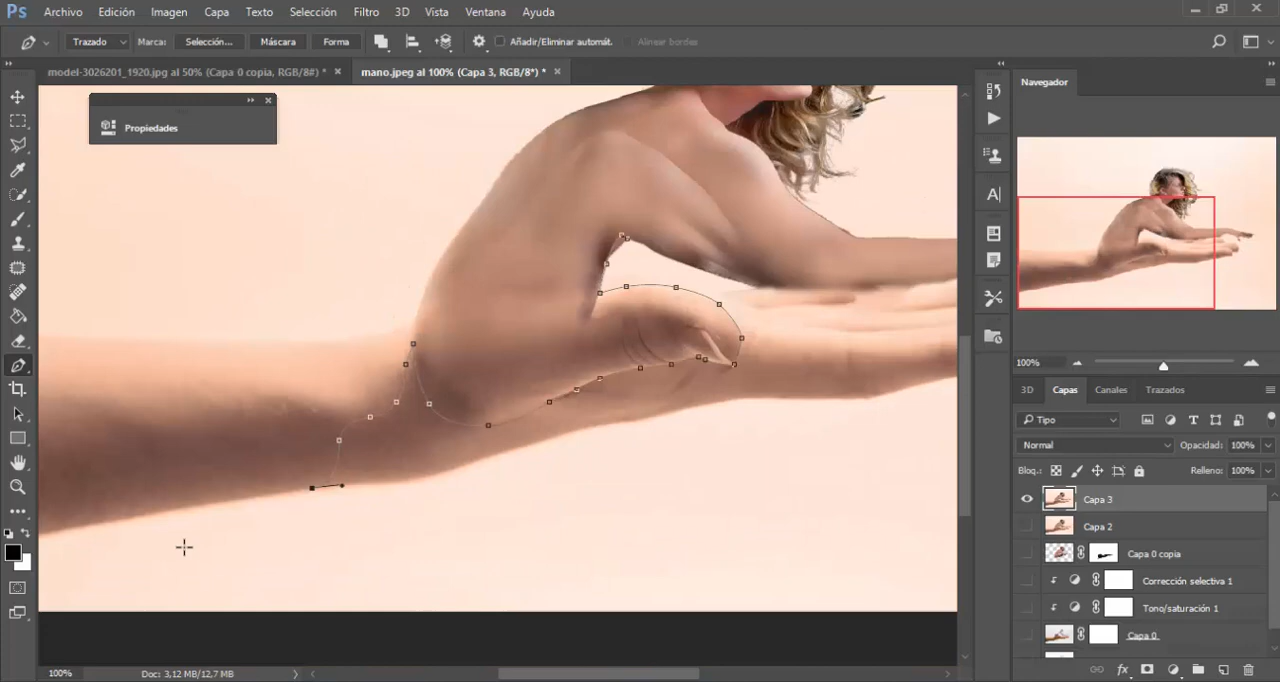 Ps Archivo Edición Imagen Capa Texto Selección Filtro 3D Vista Ventana Ayuda
Trazado Marca: Selección... Máscara Forma Añadir/Eliminar automát. Alinear bordes
model-3026201_1920.jpg al 50% (Capa 0 copia, RGB/8#) * × mano.jpeg al 100% (Capa 3, RGB/8*) * ×
Propiedades
Navegador
100%
3D Capas Canales Trazados
Tipo
Normal Opacidad: 100%
Bloq.: Relleno: 100%
Capa 3
Capa 2
Capa 0 copia
Corrección selectiva 1
Tono/saturación 1
Capa 0
100% Doc: 3,12 MB/12,7 MB